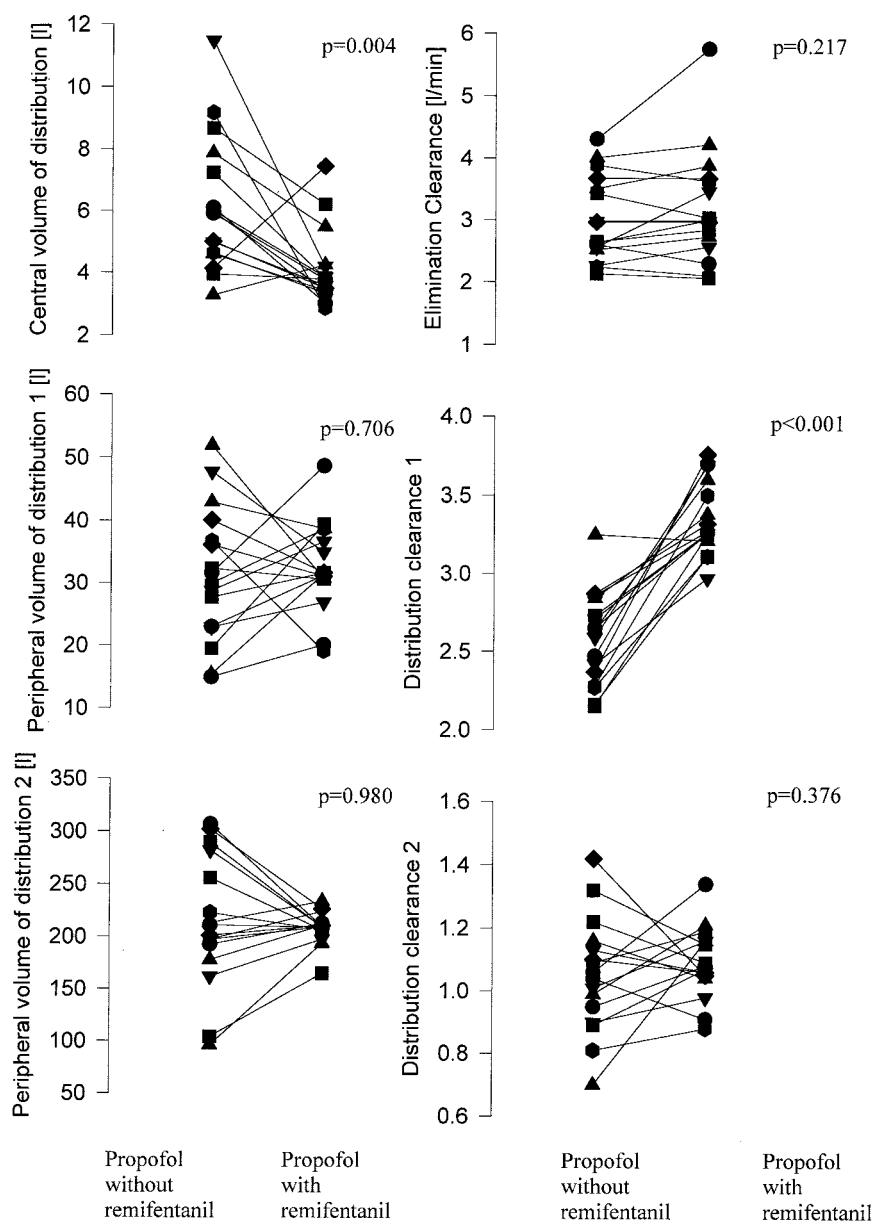 Central volume of distribution [l]
12
10
8
6
4
2
p=0.004
Elimination Clearance [l/min]
6
5
4
3
2
1
p=0.217
Peripheral volume of distribution 1 [l]
60
50
40
30
20
10
p=0.706
Distribution clearance 1
4.0
3.5
3.0
2.5
2.0
p<0.001
Peripheral volume of distribution 2 [l]
350
300
250
200
150
100
50
p=0.980
Distribution clearance 2
1.6
1.4
1.2
1.0
0.8
0.6
p=0.376
Propofol
without
remifentanil
Propofol
with
remifentanil
Propofol
without
remifentanil
Propofol
with
remifentanil